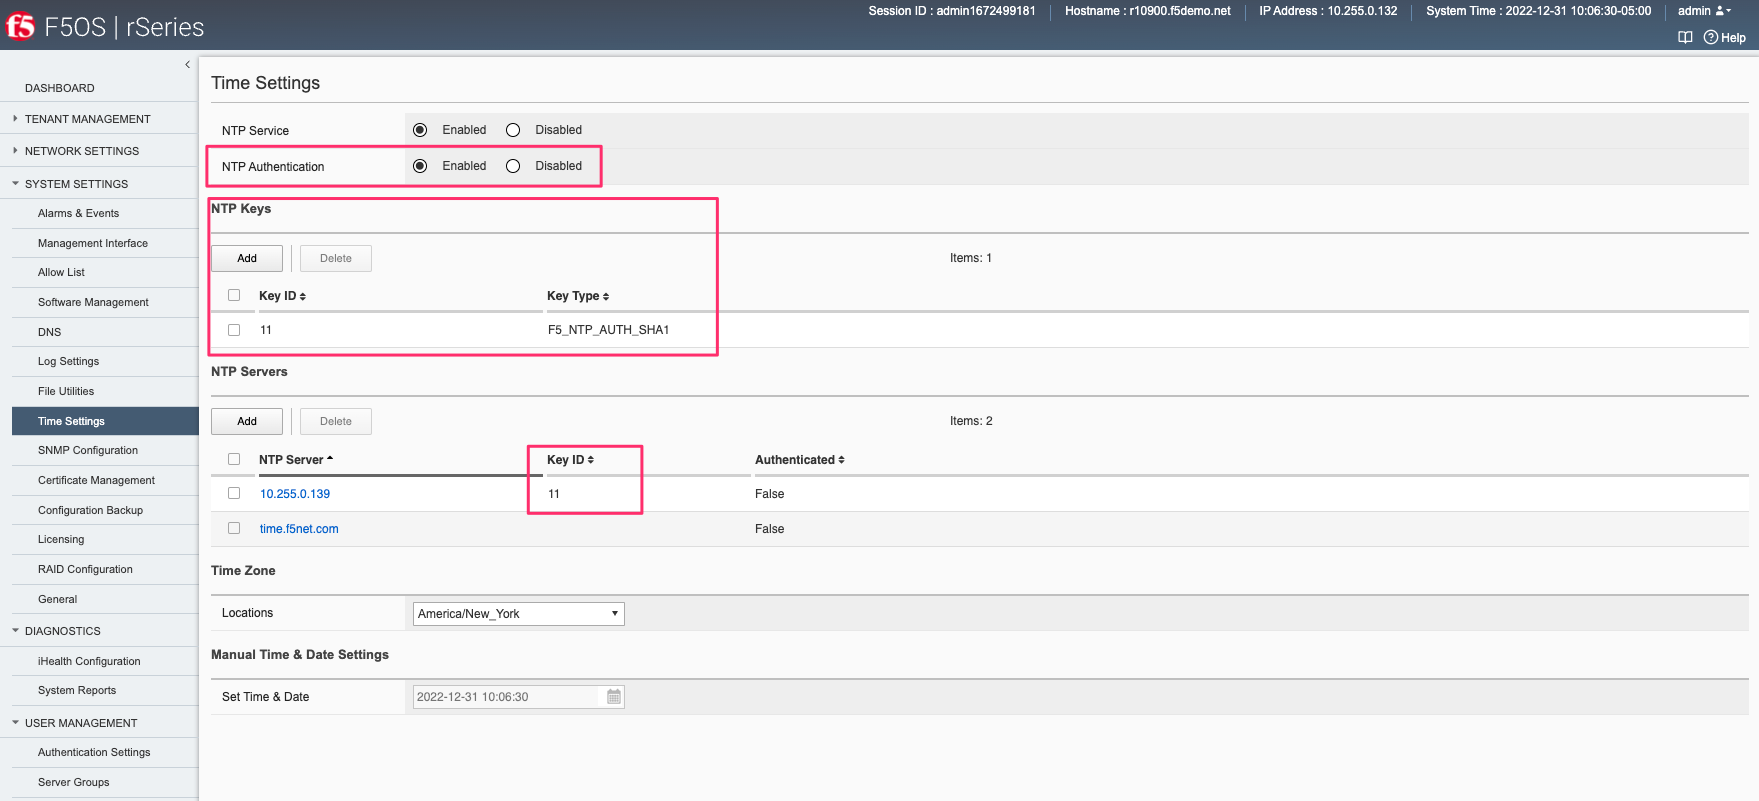 Session ID : admin1672499181 Hostname : r10900.f5demo.net IP Address : 10.255.0.132 System Time : 2022-12-31 10:06:30-05:00 admin
f5 F5OS | rSeries
Help
DASHBOARD
TENANT MANAGEMENT
NETWORK SETTINGS
SYSTEM SETTINGS
Alarms & Events
Management Interface
Allow List
Software Management
DNS
Log Settings
File Utilities
Time Settings
SNMP Configuration
Certificate Management
Configuration Backup
Licensing
RAID Configuration
General
DIAGNOSTICS
iHealth Configuration
System Reports
USER MANAGEMENT
Authentication Settings
Server Groups
Time Settings
NTP Service Enabled Disabled
NTP Authentication Enabled Disabled
NTP Keys
Add Delete Items: 1
Key ID Key Type
11 F5_NTP_AUTH_SHA1
NTP Servers
Add Delete Items: 2
NTP Server Key ID Authenticated
10.255.0.139 11 False
time.f5net.com False
Time Zone
Locations America/New_York
Manual Time & Date Settings
Set Time & Date 2022-12-31 10:06:30